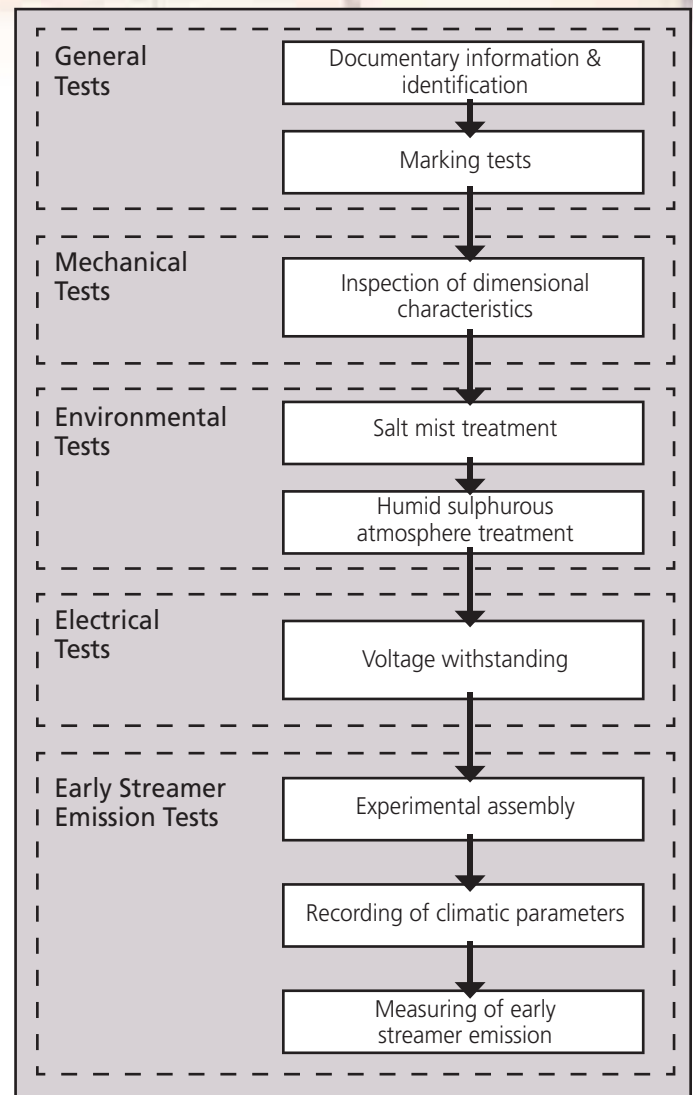 General
Tests
Documentary information &
identification
Marking tests
Mechanical
Tests
Inspection of dimensional
characteristics
Environmental
Tests
Salt mist treatment
Humid sulphurous
atmosphere treatment
Electrical
Tests
Voltage withstanding
Early Streamer
Emission Tests
Experimental assembly
Recording of climatic parameters
Measuring of early
streamer emission